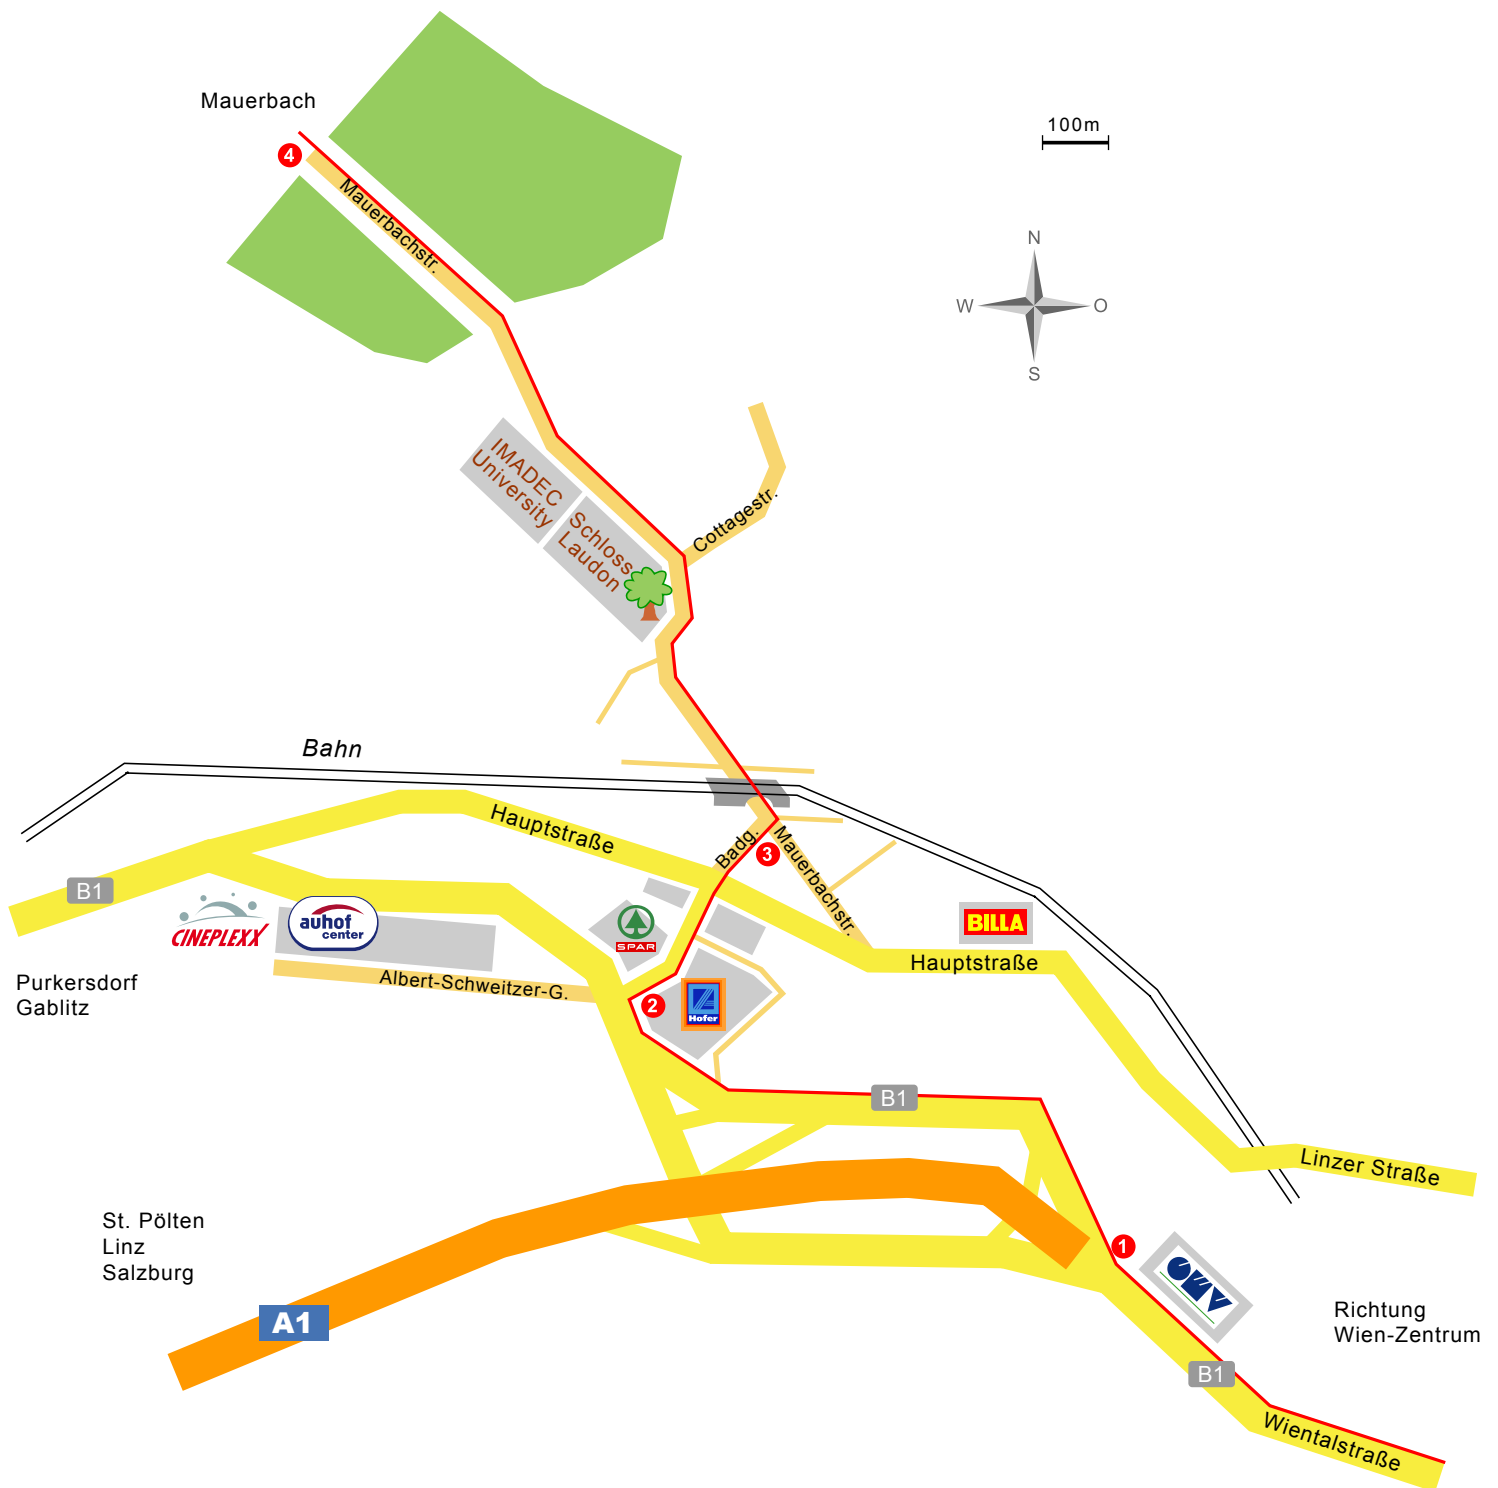 Mauerbach
100m
4
Mauerbachstr.
N
W
O
S
IMADEC
University
Cottagestr.
Schloss
Laudon
Bahn
Hauptstraße
Badg.
3
Mauerbachstr.
B1
CINEPLEXX
auhof
center
SPAR
BILLA
Hauptstraße
Purkersdorf
Gablitz
Albert-Schweitzer-G.
2
Hofer
B1
Linzer Straße
St. Pölten
Linz
Salzburg
1
OMV
A1
Richtung
Wien-Zentrum
B1
Wientalstraße